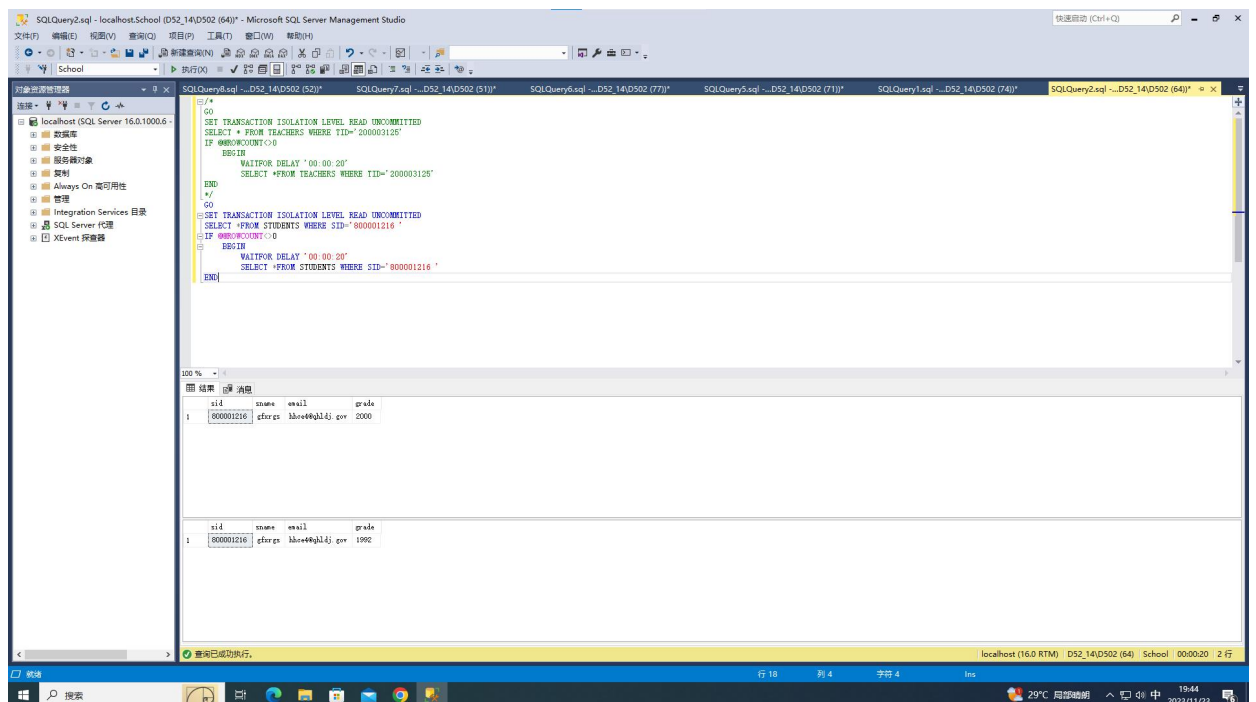 SQLQuery2.sql - localhost.School (D52_14\D502 (64))* - Microsoft SQL Server Management Studio
快速启动 (Ctrl+Q)
文件(F) 编辑(E) 视图(V) 查询(Q) 项目(P) 工具(T) 窗口(W) 帮助(H)
新建查询(N)
School 执行(X)
对象资源管理器
SQLQuery8.sql -...D52_14\D502 (52))* SQLQuery7.sql -...D52_14\D502 (51))* SQLQuery6.sql -...D52_14\D502 (77))* SQLQuery5.sql -...D52_14\D502 (71))* SQLQuery1.sql -...D52_14\D502 (74))* SQLQuery2.sql -...D52_14\D502 (64))*
连接
localhost (SQL Server 16.0.1000.6 -
数据库
安全性
服务器对象
复制
Always On 高可用性
管理
Integration Services 目录
SQL Server 代理
XEvent 探查器
/*
GO
SET TRANSACTION ISOLATION LEVEL READ UNCOMMITTED
SELECT * FROM TEACHERS WHERE TID='200003125'
IF @@ROWCOUNT<>0
BEGIN
WAITFOR DELAY '00:00:20'
SELECT *FROM TEACHERS WHERE TID='200003125'
END
*/
GO
SET TRANSACTION ISOLATION LEVEL READ UNCOMMITTED
SELECT *FROM STUDENTS WHERE SID='800001216 '
IF @@ROWCOUNT<>0
BEGIN
WAITFOR DELAY '00:00:20'
SELECT *FROM STUDENTS WHERE SID='800001216 '
END
100 %
结果 消息
sid sname email grade
1 800001216 gfxrgs hhce4@qhldj.gov 2000
sid sname email grade
1 800001216 gfxrgs hhce4@qhldj.gov 1992
查询已成功执行。
localhost (16.0 RTM) D52_14\D502 (64) School 00:00:20 2 行
就绪 行 18 列 4 字符 4 Ins
搜索
29°C 局部晴朗 中 19:44
2023/11/23